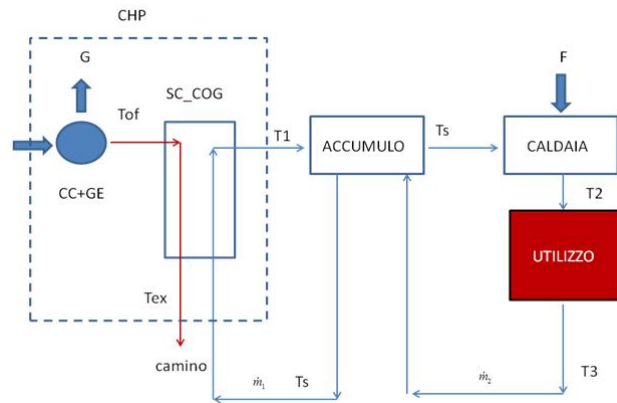 CHP
G
F
SC_COG
Tof
T1
ACCUMULO
Ts
CALDAIA
CC+GE
T2
UTILIZZO
Tex
camino
ṁ₁
Ts
ṁ₂
T3